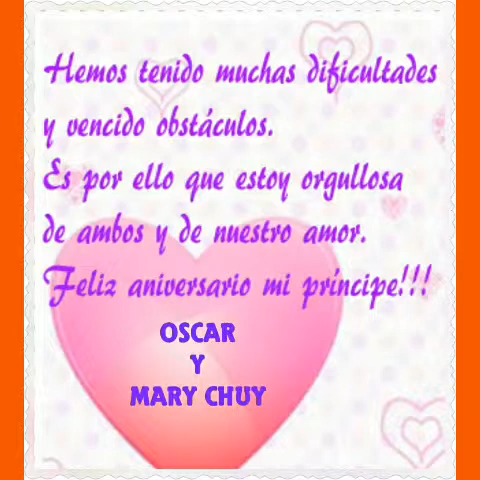 Hemos tenido muchas dificultades
y vencido obstáculos.
Es por ello que estoy orgullosa
de ambos y de nuestro amor.
Feliz aniversario mi príncipe!!!
OSCAR
Y
MARY CHUY